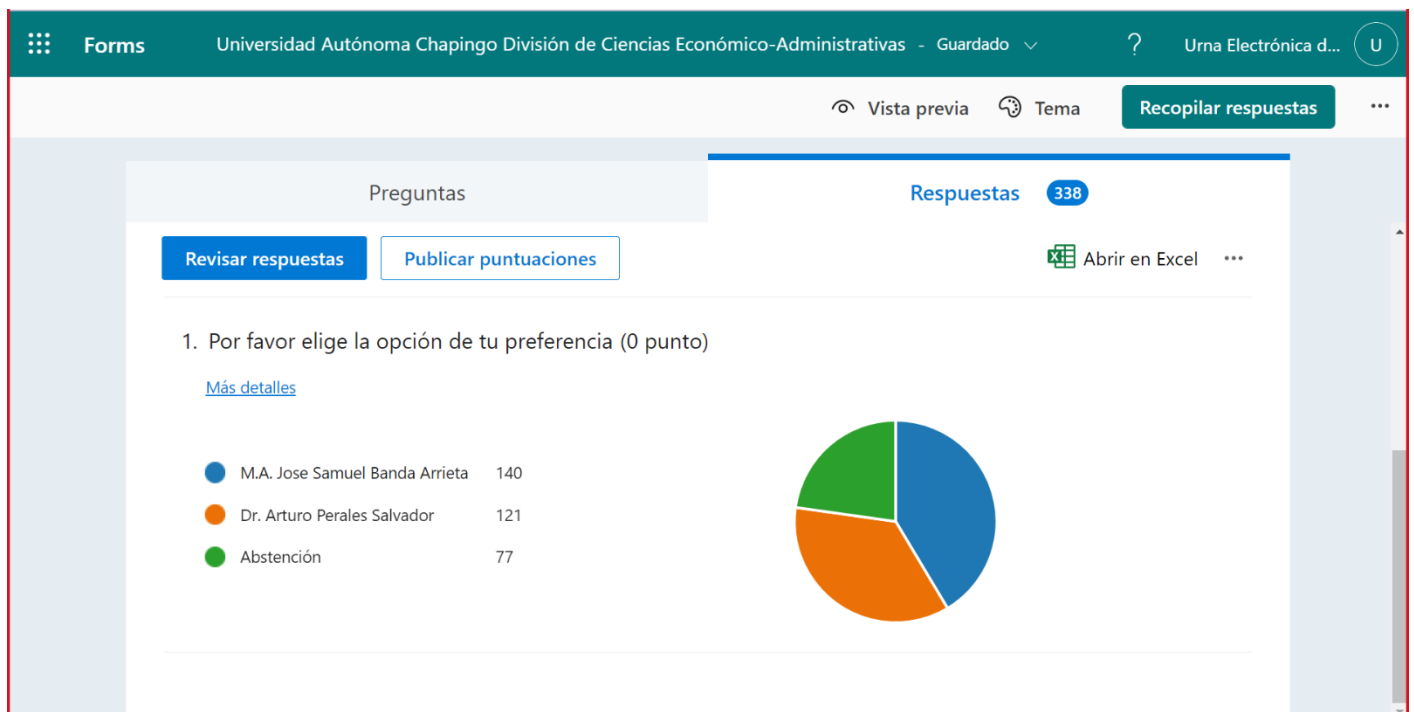 Forms Universidad Autónoma Chapingo División de Ciencias Económico-Administrativas - Guardado ? Urna Electrónica d... U
Vista previa Tema Recopilar respuestas ...
Preguntas Respuestas 338
Revisar respuestas Publicar puntuaciones Abrir en Excel ...
1. Por favor elige la opción de tu preferencia (0 punto)
Más detalles
M.A. Jose Samuel Banda Arrieta 140
Dr. Arturo Perales Salvador 121
Abstención 77